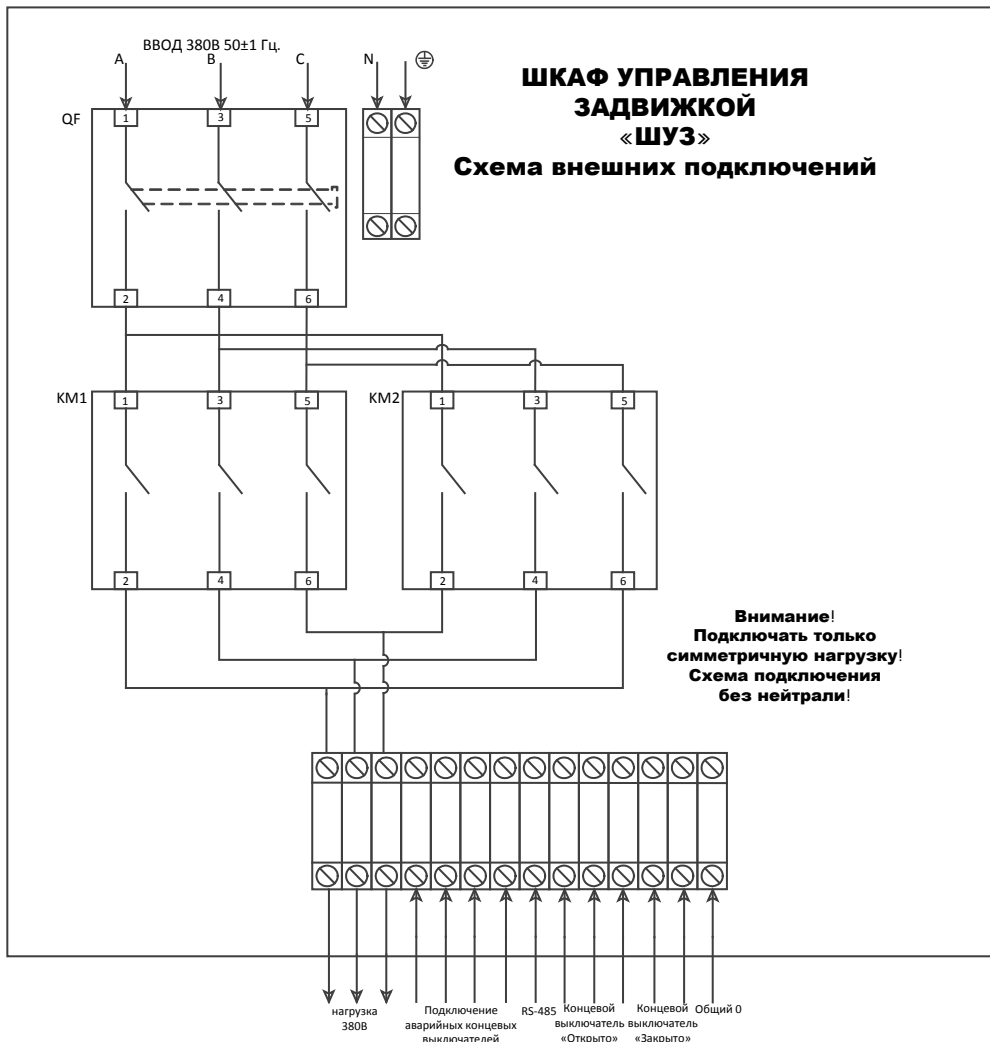 ВВОД 380В 50±1 Гц.
A B C N
ШКАФ УПРАВЛЕНИЯ
ЗАДВИЖКОЙ
«ШУЗ»
Схема внешних подключений
QF
1 3 5
2 4 6
KM1
1 3 5
KM2
1 3 5
2 4 6
2 4 6
Внимание!
Подключать только
симметричную нагрузку!
Схема подключения
без нейтрали!
нагрузка
380В
Подключение
аварийных концевых
выключателей
RS-485
Концевой
выключатель
«Открыто»
Концевой
выключатель
«Закрыто»
Общий 0